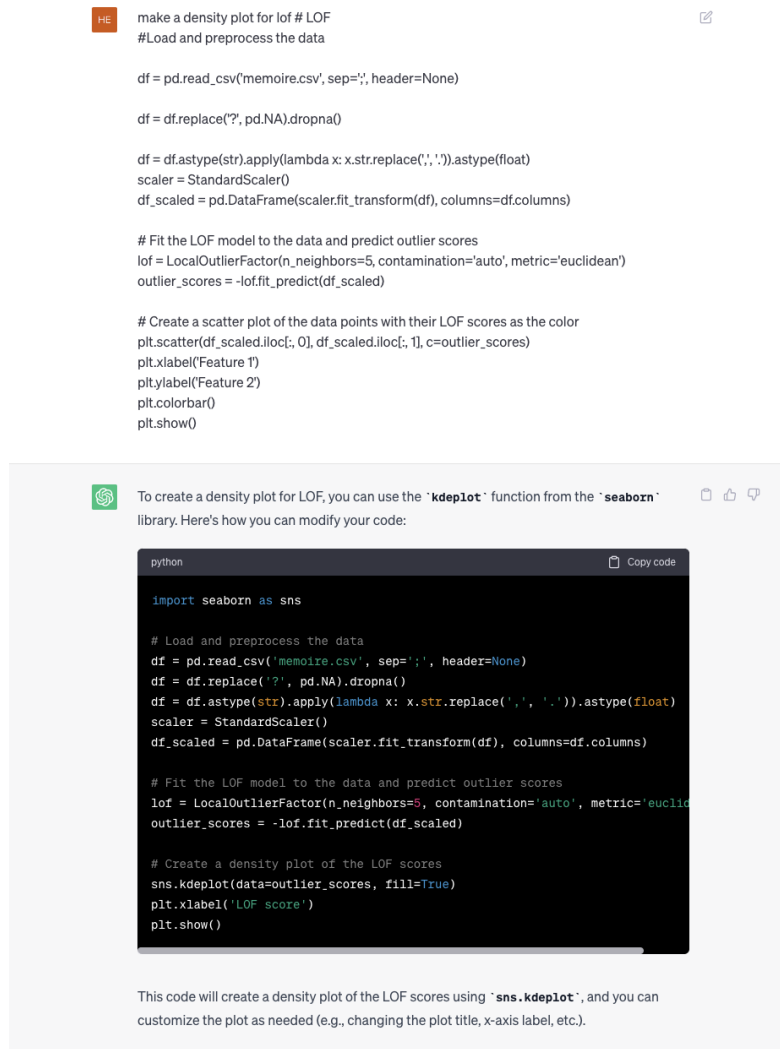 HE
make a density plot for lof # LOF
#Load and preprocess the data
df = pd.read_csv('memoire.csv', sep=';', header=None)
df = df.replace('?', pd.NA).dropna()
df = df.astype(str).apply(lambda x: x.str.replace(',', '.')).astype(float)
scaler = StandardScaler()
df_scaled = pd.DataFrame(scaler.fit_transform(df), columns=df.columns)
# Fit the LOF model to the data and predict outlier scores
lof = LocalOutlierFactor(n_neighbors=5, contamination='auto', metric='euclidean')
outlier_scores = -lof.fit_predict(df_scaled)
# Create a scatter plot of the data points with their LOF scores as the color
plt.scatter(df_scaled.iloc[:, 0], df_scaled.iloc[:, 1], c=outlier_scores)
plt.xlabel('Feature 1')
plt.ylabel('Feature 2')
plt.colorbar()
plt.show()
To create a density plot for LOF, you can use the `kdeplot` function from the `seaborn`
library. Here's how you can modify your code:
python
Copy code
import seaborn as sns
# Load and preprocess the data
df = pd.read_csv('memoire.csv', sep=';', header=None)
df = df.replace('?', pd.NA).dropna()
df = df.astype(str).apply(lambda x: x.str.replace(',', '.')).astype(float)
scaler = StandardScaler()
df_scaled = pd.DataFrame(scaler.fit_transform(df), columns=df.columns)
# Fit the LOF model to the data and predict outlier scores
lof = LocalOutlierFactor(n_neighbors=5, contamination='auto', metric='euclid
outlier_scores = -lof.fit_predict(df_scaled)
# Create a density plot of the LOF scores
sns.kdeplot(data=outlier_scores, fill=True)
plt.xlabel('LOF score')
plt.show()
This code will create a density plot of the LOF scores using `sns.kdeplot`, and you can
customize the plot as needed (e.g., changing the plot title, x-axis label, etc.).